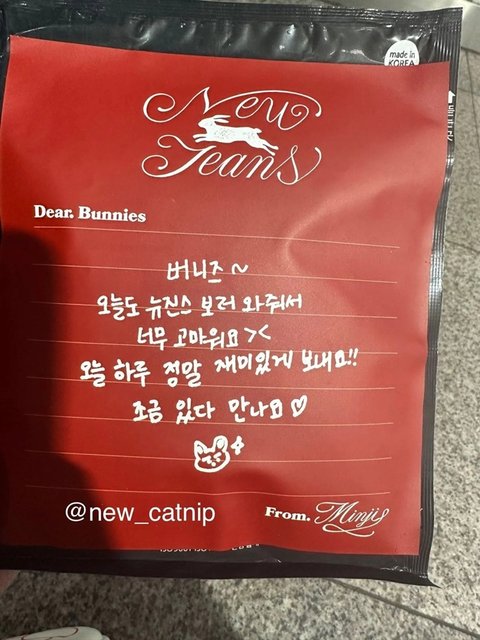 made in
KOREA
New
Jeans
Dear. Bunnies
버니즈 ~
오늘도 뉴진스 보러 와줘서
너무 고마워요 ><
오늘 하루 정말 재미있게 보내요!!
조금 있다 만나요♡
@new_catnip
From. Minji